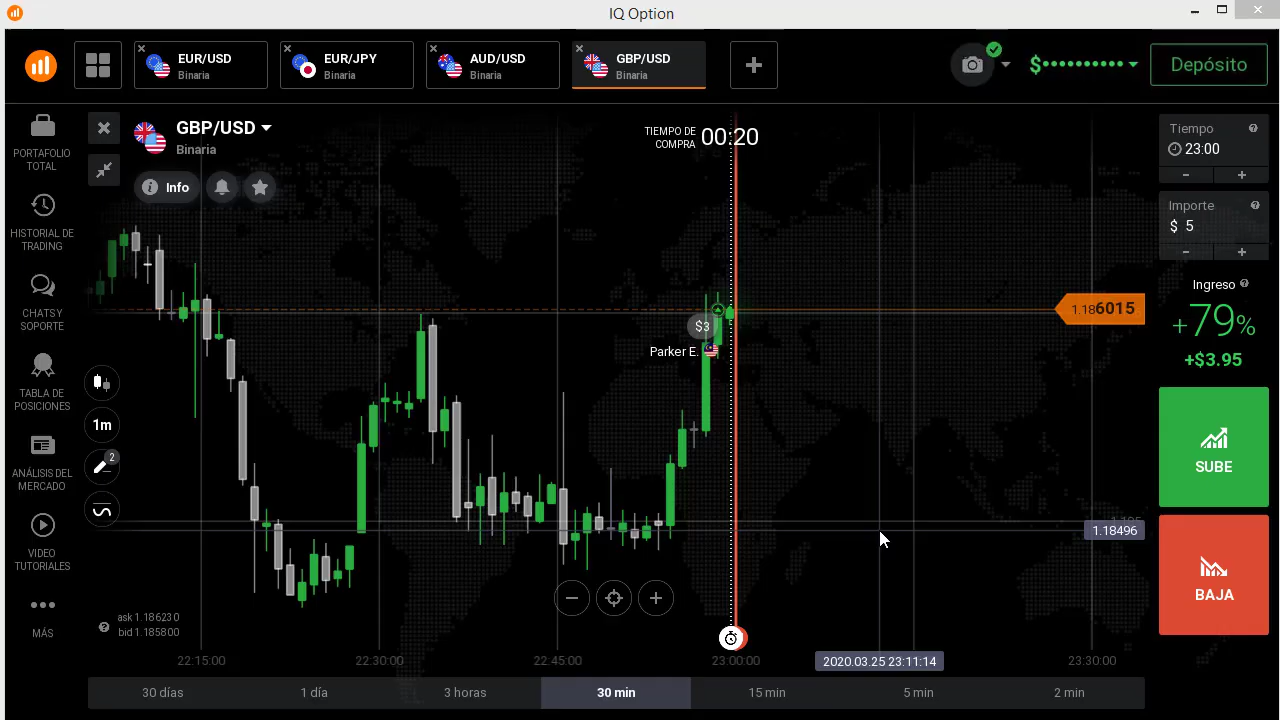 IQ Option
EUR/USD
Binaria
EUR/JPY
Binaria
AUD/USD
Binaria
GBP/USD
Binaria
$
Depósito
GBP/USD
Binaria
Info
TIEMPO DE
COMPRA
00:20
Tiempo
23:00
- +
Importe
$ 5
- +
Ingreso
+79%
+$3.95
SUBE
BAJA
PORTAFOLIO
TOTAL
HISTORIAL DE
TRADING
CHATS Y
SOPORTE
TABLA DE
POSICIONES
ANÁLISIS DEL
MERCADO
VIDEO
TUTORIALES
MÁS
1m
2
$3
Parker E.
1.186015
1.18496
ask 1.186230
bid 1.185800
22:15:00
22:30:00
22:45:00
23:00:00
2020.03.25 23:11:14
23:30:00
30 días
1 día
3 horas
30 min
15 min
5 min
2 min